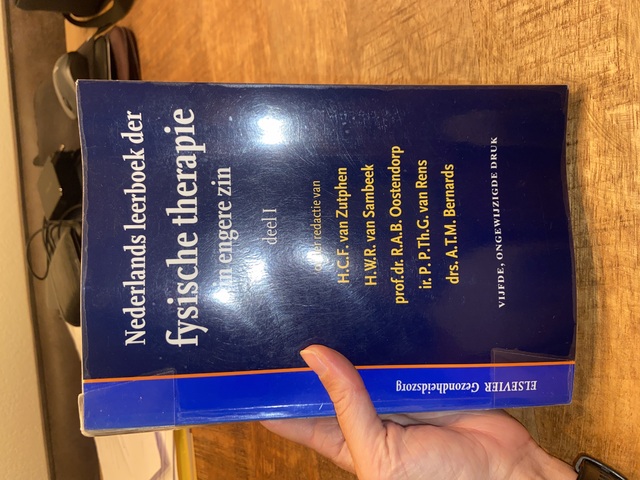 Nederlands leerboek der
fysische therapie
in engere zin
deel I
onder redactie van
H.C.F. van Zutphen
H.W.R. van Sambeek
prof.dr. R.A.B. Oostendorp
ir. P.P.Th.G. van Rens
drs. A.T.M. Bernards
VIJFDE, ONGEWIJZIGDE DRUK
ELSEVIER Gezondheidszorg